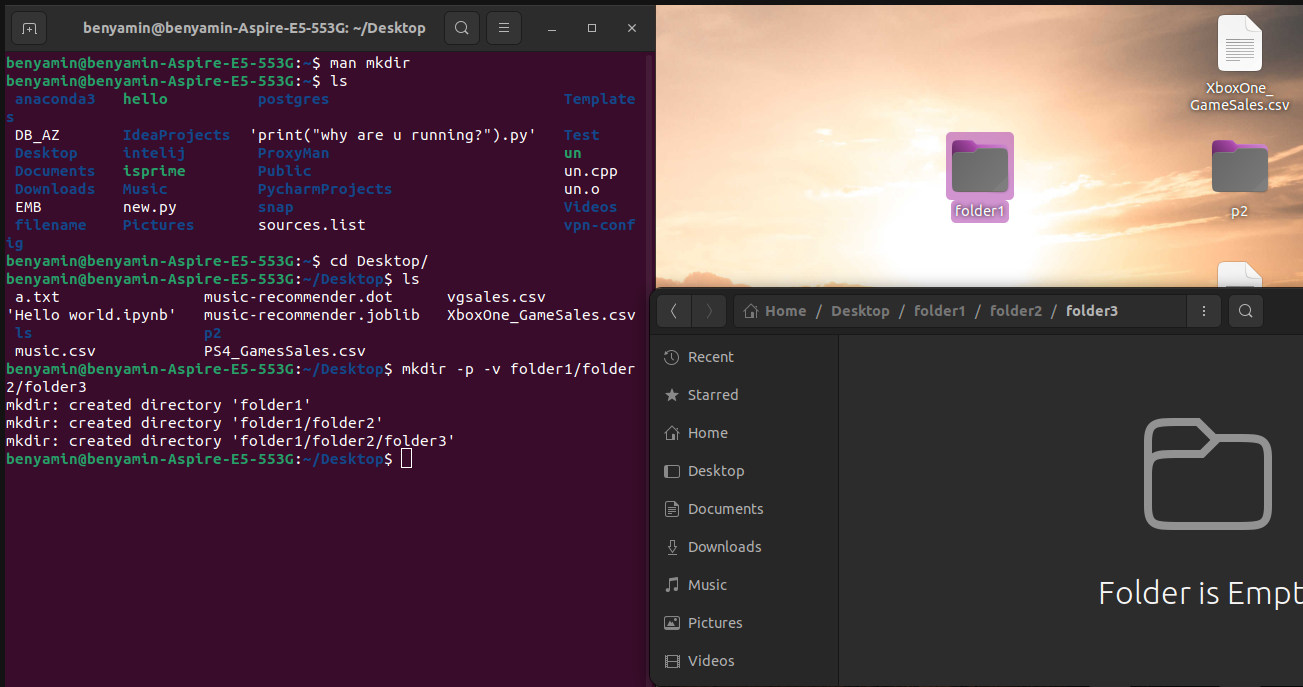 benyamin@benyamin-Aspire-E5-553G: ~/Desktop
benyamin@benyamin-Aspire-E5-553G:~$ man mkdir
benyamin@benyamin-Aspire-E5-553G:~$ ls
anaconda3 hello postgres Template
s
DB_AZ IdeaProjects 'print("why are u running?").py' Test
Desktop intelij ProxyMan un
Documents isprime Public un.cpp
Downloads Music PycharmProjects un.o
EMB new.py snap Videos
filename Pictures sources.list vpn-conf
ig
benyamin@benyamin-Aspire-E5-553G:~$ cd Desktop/
benyamin@benyamin-Aspire-E5-553G:~/Desktop$ ls
a.txt music-recommender.dot vgsales.csv
'Hello world.ipynb' music-recommender.joblib XboxOne_GameSales.csv
ls p2
music.csv PS4_GamesSales.csv
benyamin@benyamin-Aspire-E5-553G:~/Desktop$ mkdir -p -v folder1/folder
2/folder3
mkdir: created directory 'folder1'
mkdir: created directory 'folder1/folder2'
mkdir: created directory 'folder1/folder2/folder3'
benyamin@benyamin-Aspire-E5-553G:~/Desktop$
XboxOne_
GameSales.csv
folder1
p2
Home / Desktop / folder1 / folder2 / folder3
Recent
Starred
Home
Desktop
Documents
Downloads
Music
Pictures
Videos
Folder is Empt